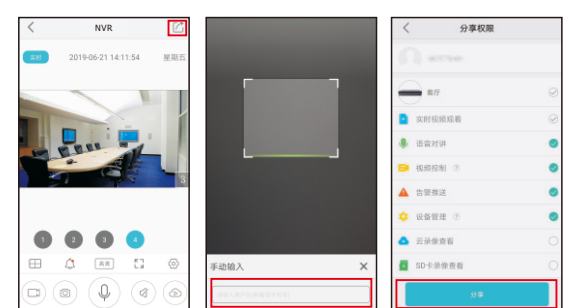 NVR
实时 2019-06-21 14:11:54 星期五
3
1 2 3 4
高清
手动输入
分享权限
客厅
实时视频观看
语音对讲
视频控制
告警推送
设备管理
云录像查看
SD卡录像查看
分享